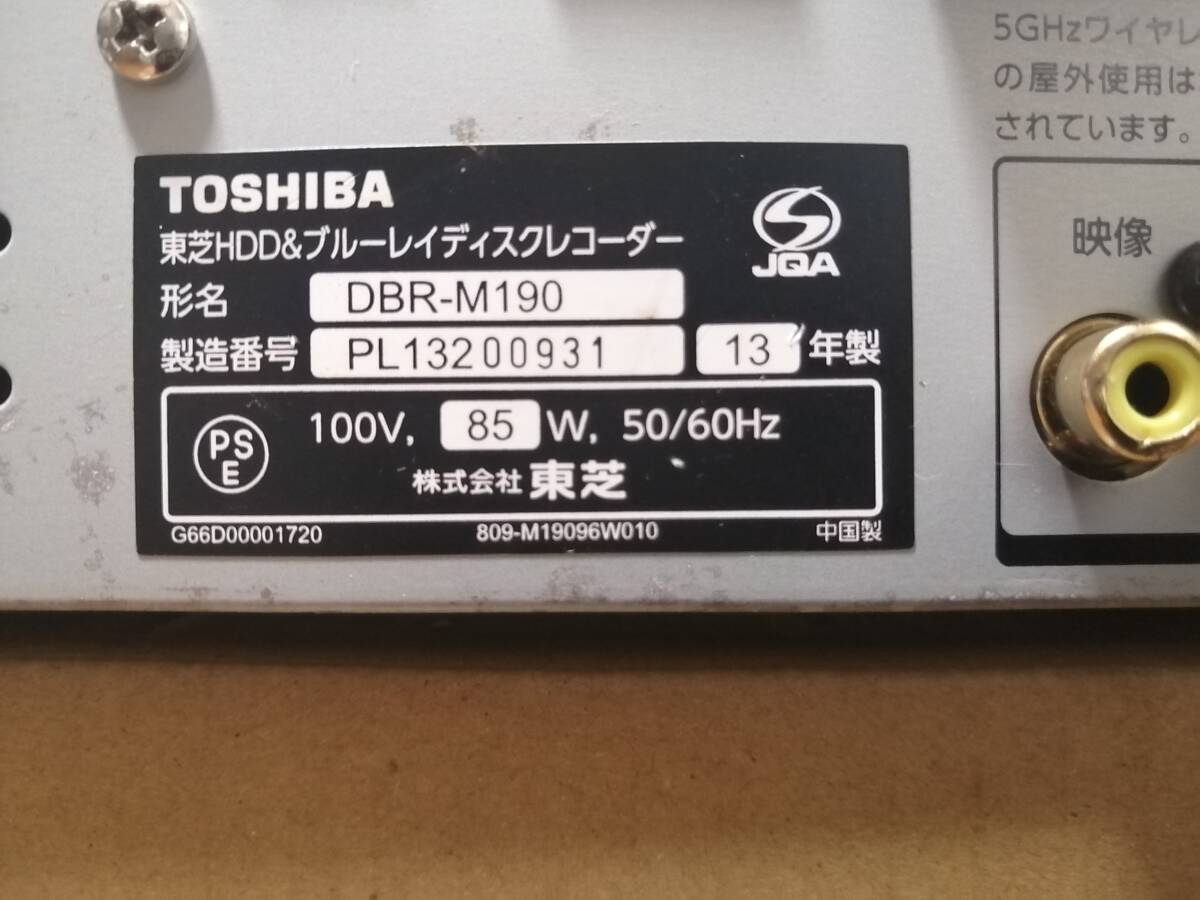 5GHzワイヤレ
の屋外使用は
されています。
TOSHIBA
東芝HDD&ブルーレイディスクレコーダー
JQA
形名 DBR-M190
製造番号 PL13200931 13 年製
PS
E
100V, 85 W, 50/60Hz
株式会社 東芝
G66D00001720 809-M19096W010 中国製
映像